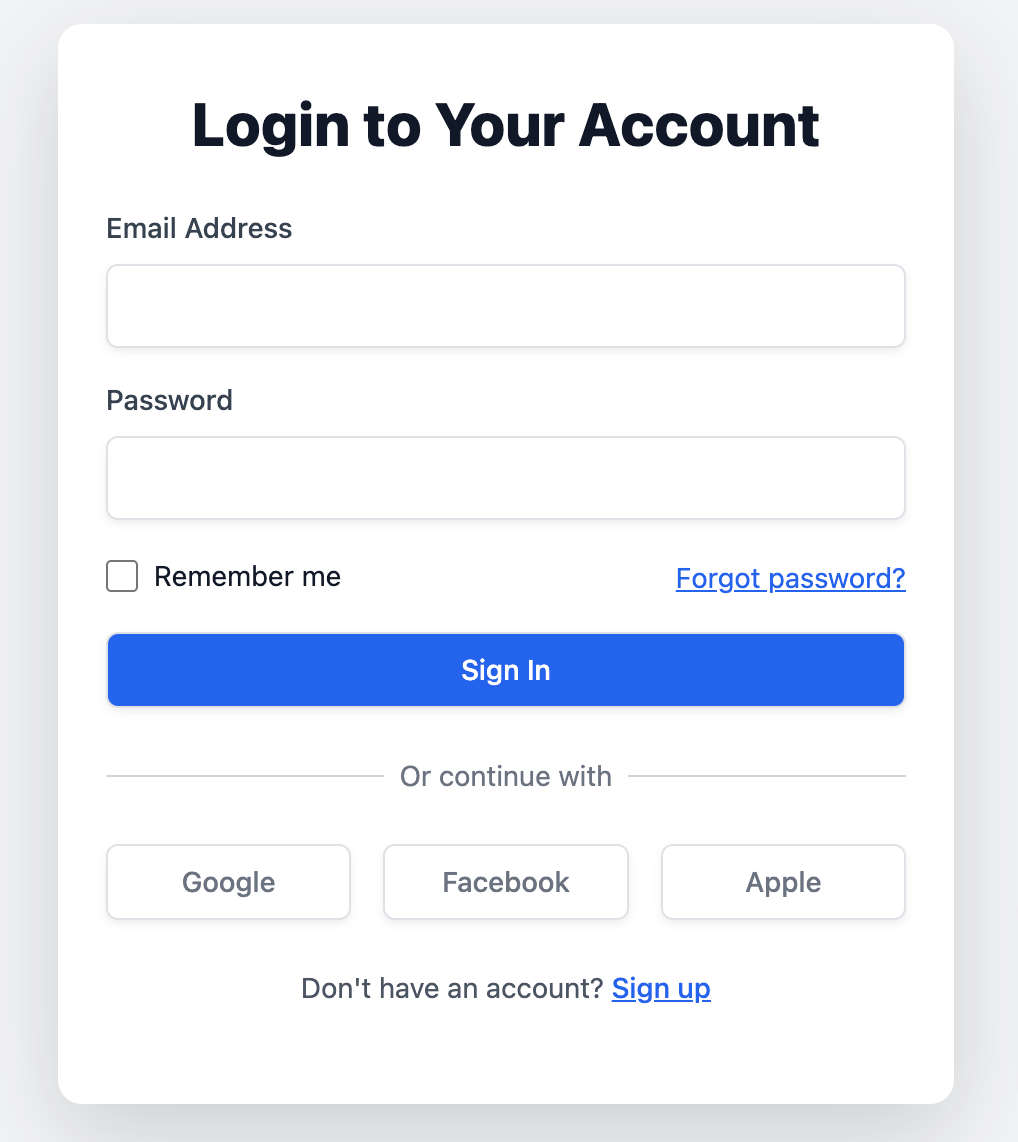 Login to Your Account
Email Address
Password
Remember me Forgot password?
Sign In
Or continue with
Google Facebook Apple
Don't have an account? Sign up